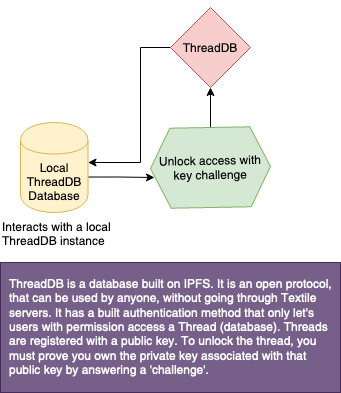 ThreadDB
Unlock access with
key challenge
Local
ThreadDB
Database
Interacts with a local
ThreadDB instance
ThreadDB is a database built on IPFS. It is an open protocol,
that can be used by anyone, without going through Textile
servers. It has a built authentication method that only let's
users with permission access a Thread (database). Threads
are registered with a public key. To unlock the thread, you
must prove you own the private key associated with that
public key by answering a 'challenge'.